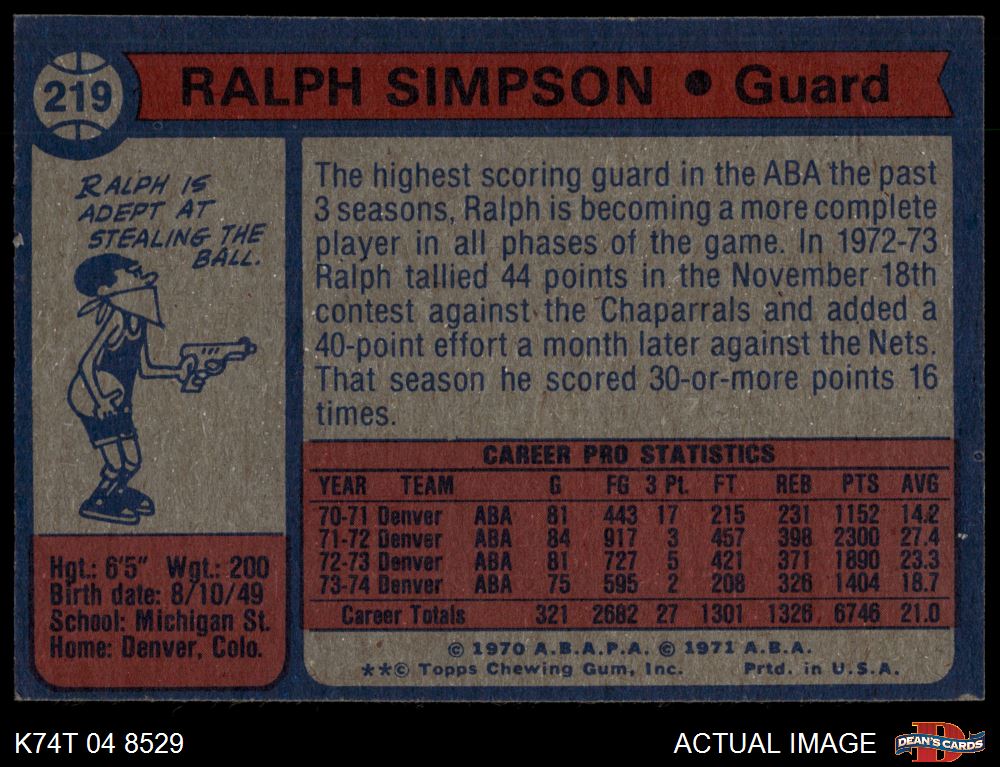 219
RALPH SIMPSON • Guard
RALPH IS
ADEPT AT
STEALING THE
BALL.
Hgt.: 6'5" Wgt.: 200
Birth date: 8/10/49
School: Michigan St.
Home: Denver, Colo.
The highest scoring guard in the ABA the past
3 seasons, Ralph is becoming a more complete
player in all phases of the game. In 1972-73
Ralph tallied 44 points in the November 18th
contest against the Chaparrals and added a
40-point effort a month later against the Nets.
That season he scored 30-or-more points 16
times.
CAREER PRO STATISTICS
YEAR TEAM G FG 3 Pt. FT REB PTS AVG
70-71 Denver ABA 81 443 17 215 231 1152 14.2
71-72 Denver ABA 84 917 3 457 398 2300 27.4
72-73 Denver ABA 81 727 5 421 371 1890 23.3
73-74 Denver ABA 75 595 2 208 326 1404 18.7
Career Totals 321 2682 27 1301 1326 6746 21.0
© 1970 A.B.A.P.A. © 1971 A.B.A.
**© Topps Chewing Gum, Inc. Prtd. in U.S.A.
K74T 04 8529
ACTUAL IMAGE
D
DEAN'S CARDS